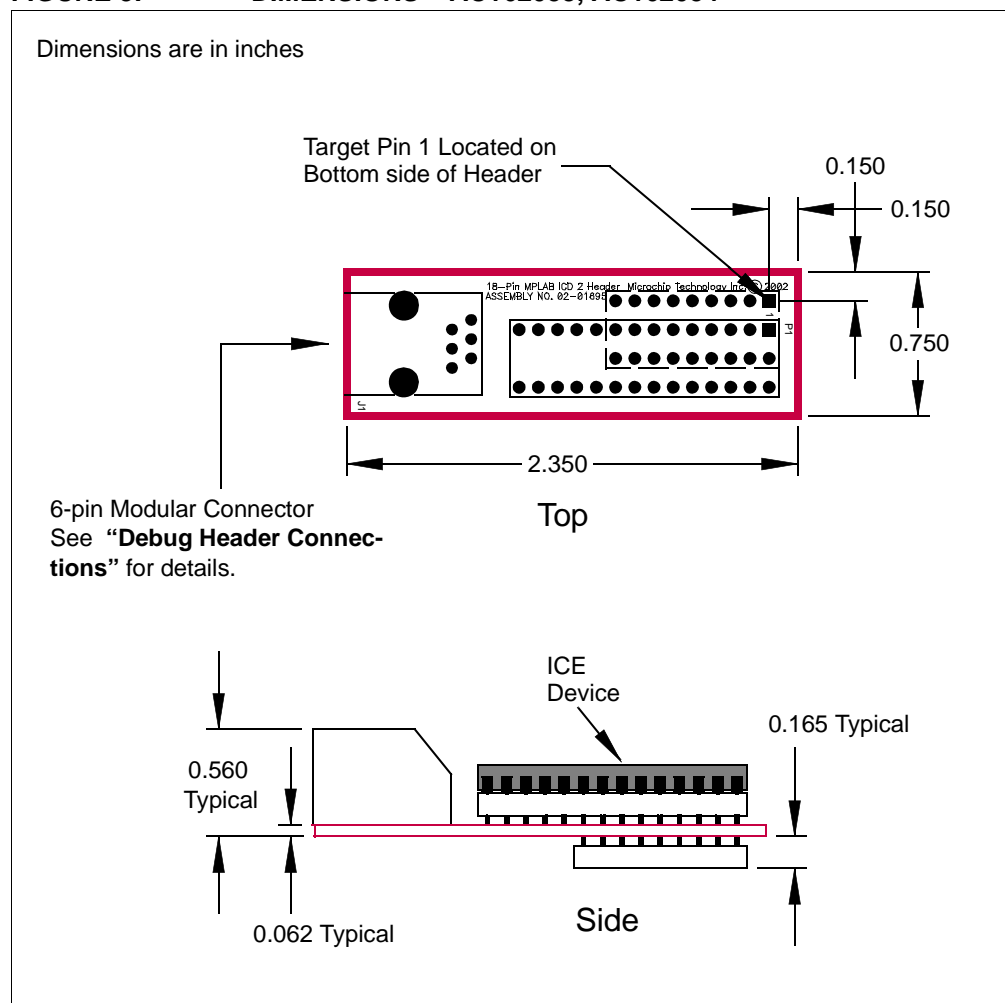 Dimensions are in inches
Target Pin 1 Located on
Bottom side of Header
0.150
0.150
18-Pin MPLAB ICD 2 Header Microchip Technology Inc © 2002
ASSEMBLY NO. 02-01695
1
P1
0.750
J1
2.350
6-pin Modular Connector
See “Debug Header Connec-
tions” for details.
Top
ICE
Device
0.165 Typical
0.560
Typical
0.062 Typical
Side